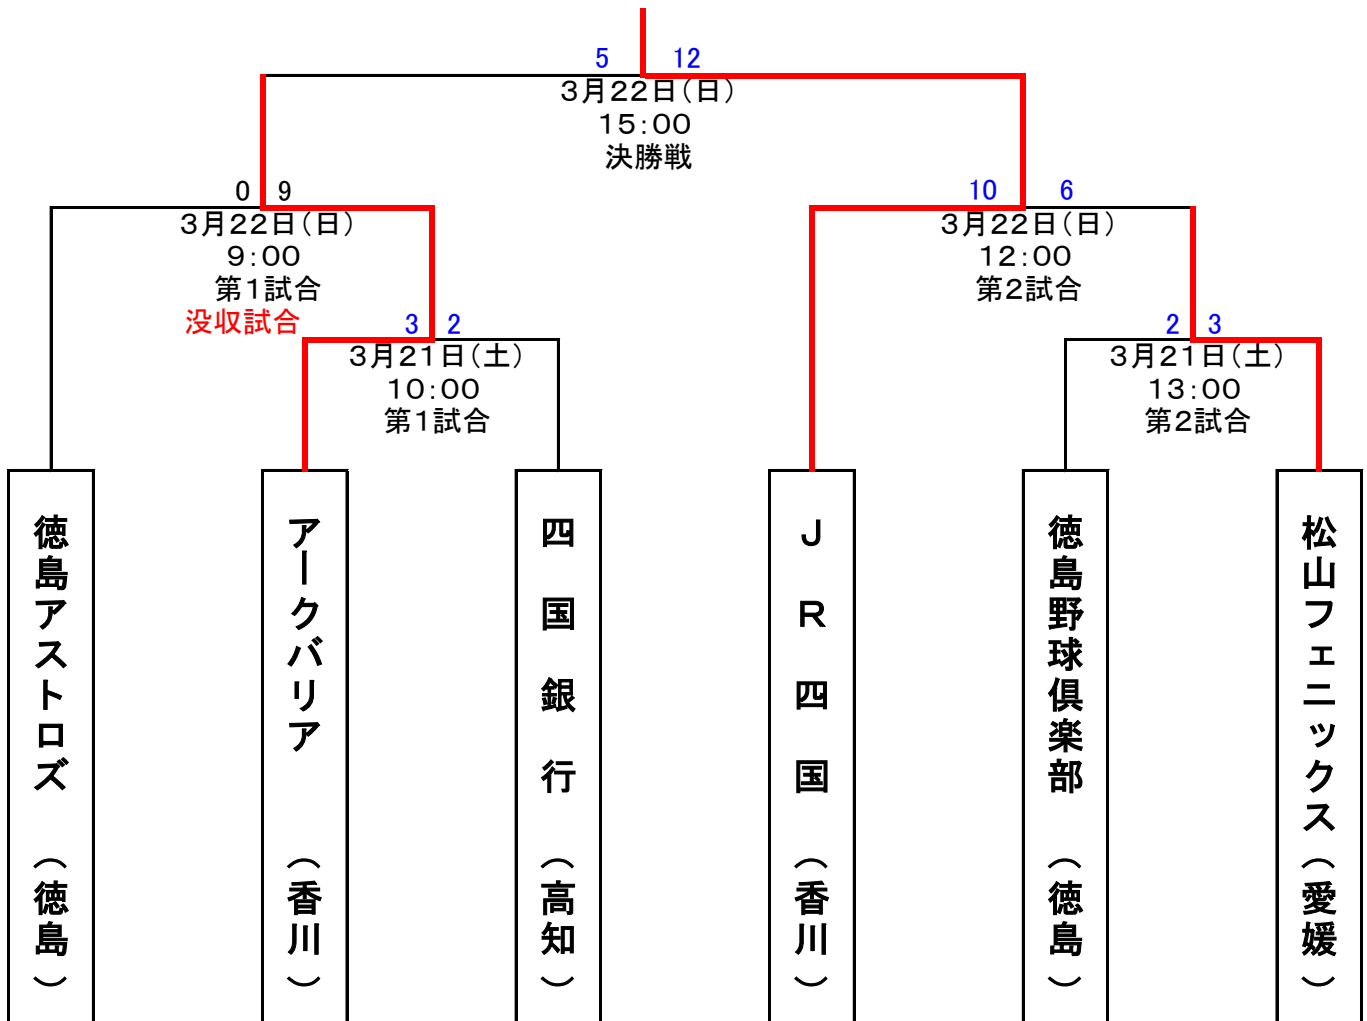 5 12
3月22日(日)
15:00
決勝戦
0 9
3月22日(日)
9:00
第1試合
没収試合
10 6
3月22日(日)
12:00
第2試合
3 2
3月21日(土)
10:00
第1試合
2 3
3月21日(土)
13:00
第2試合
徳島アストロズ (徳島)
アークバリア (香川)
四国銀行 (高知)
JR四国 (香川)
徳島野球倶楽部 (徳島)
松山フェニックス (愛媛)